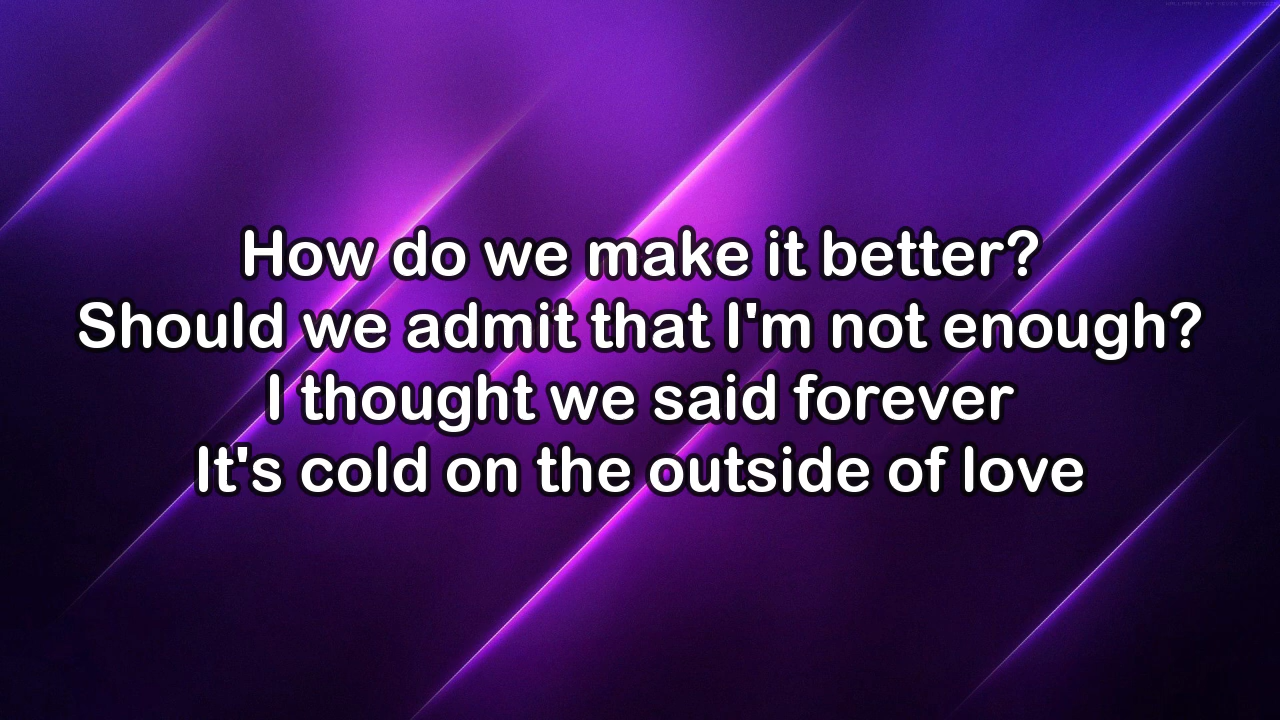 How do we make it better?
Should we admit that I'm not enough?
I thought we said forever
It's cold on the outside of love